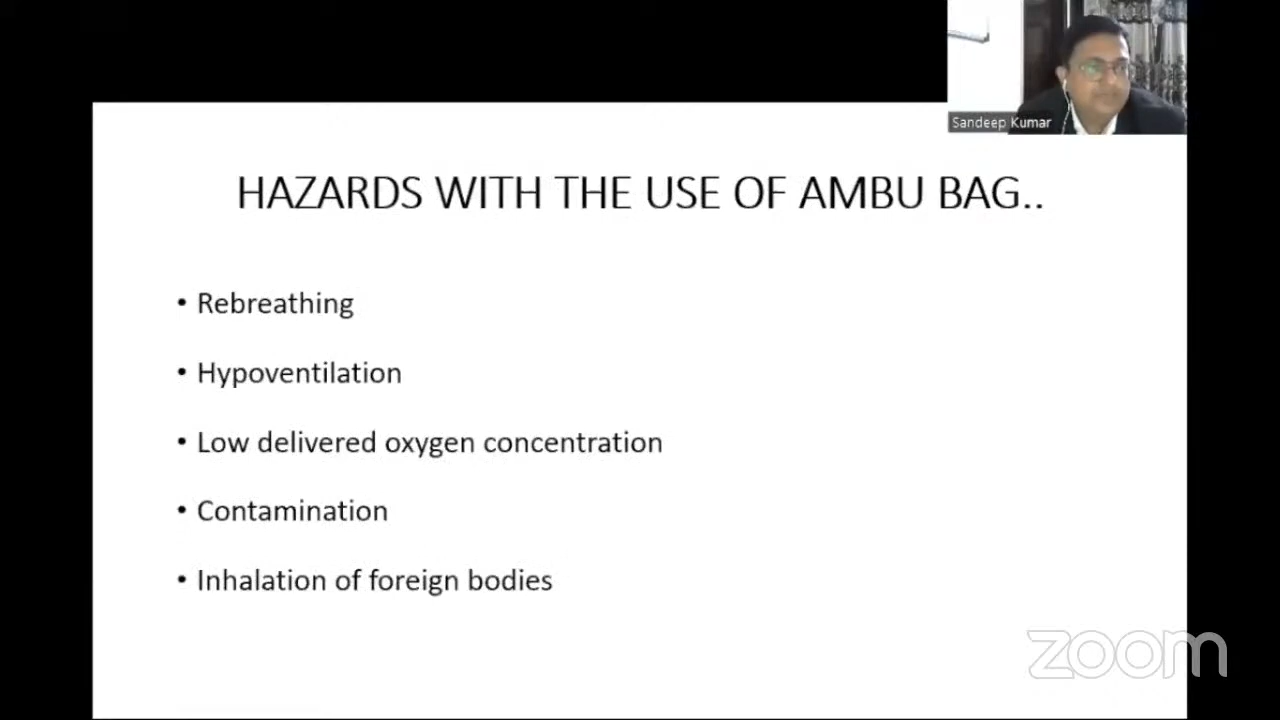 Sandeep Kumar
HAZARDS WITH THE USE OF AMBU BAG..
• Rebreathing
• Hypoventilation
• Low delivered oxygen concentration
• Contamination
• Inhalation of foreign bodies
zoom